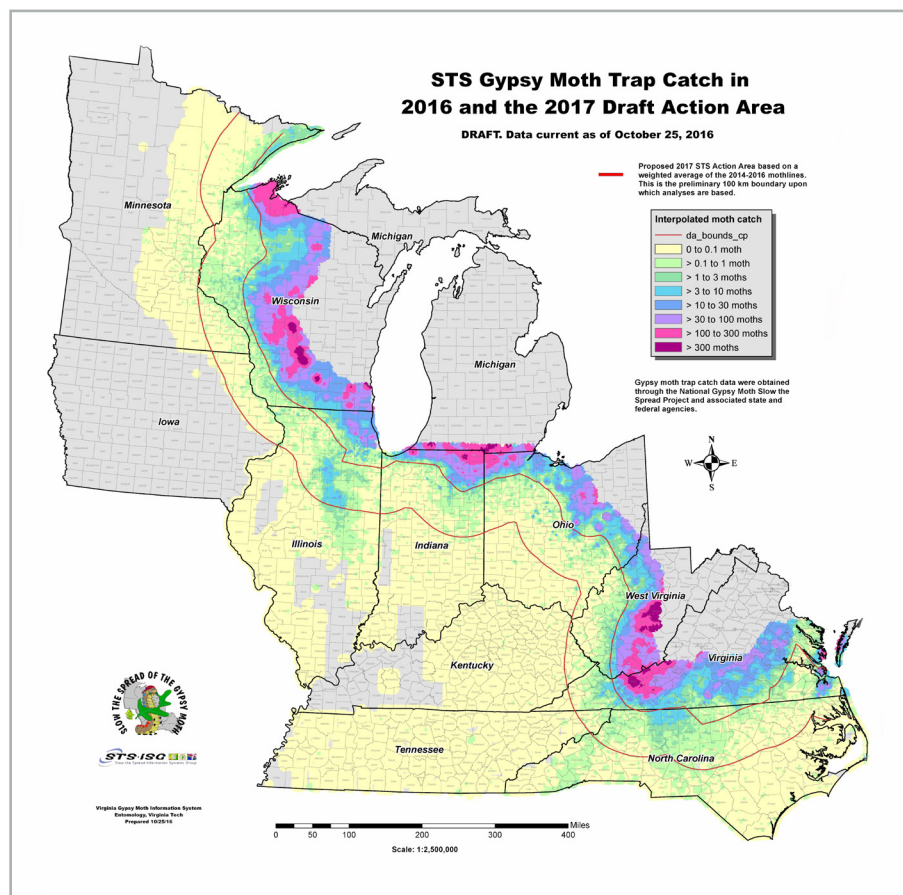 STS Gypsy Moth Trap Catch in
2016 and the 2017 Draft Action Area
DRAFT. Data current as of October 25, 2016
Proposed 2017 STS Action Area based on a
weighted average of the 2014-2016 mothlines.
This is the preliminary 100 km boundary upon
which analyses are based.
Interpolated moth catch
da_bounds_cp
0 to 0.1 moth
> 0.1 to 1 moth
> 1 to 3 moths
> 3 to 10 moths
> 10 to 30 moths
> 30 to 100 moths
> 100 to 300 moths
> 300 moths
Gypsy moth trap catch data were obtained
through the National Gypsy Moth Slow the
Spread Project and associated state and
federal agencies.
Minnesota
Michigan
Wisconsin
Michigan
Iowa
N
W E
S
Illinois
Indiana
Ohio
West Virginia
Virginia
Kentucky
Tennessee
North Carolina
SLOW THE SPREAD OF THE GYPSY MOTH
STS-ISG
Slow the Spread Information Systems Group
Virginia Gypsy Moth Information System
Entomology, Virginia Tech
Prepared 10/25/16
Miles
0 50 100 200 300 400
Scale: 1:2,500,000